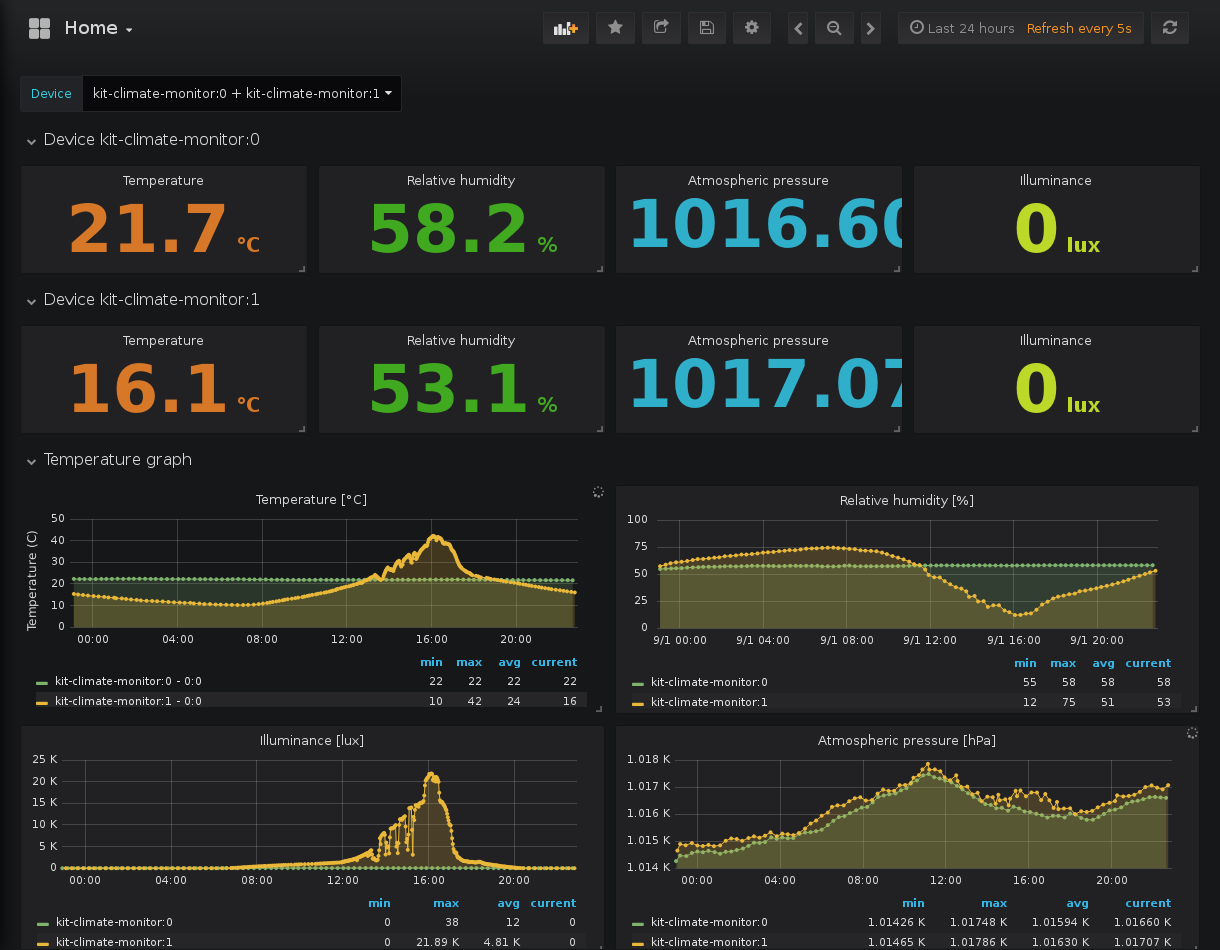 Home
Last 24 hours Refresh every 5s
Device kit-climate-monitor:0 + kit-climate-monitor:1
Device kit-climate-monitor:0
Temperature Relative humidity Atmospheric pressure Illuminance
21.7 °C 58.2 % 1016.60 0 lux
Device kit-climate-monitor:1
Temperature Relative humidity Atmospheric pressure Illuminance
16.1 °C 53.1 % 1017.07 0 lux
Temperature graph
Temperature [°C]
Temperature (C)
50
40
30
20
10
0
00:00 04:00 08:00 12:00 16:00 20:00
min max avg current
kit-climate-monitor:0 - 0:0 22 22 22 22
kit-climate-monitor:1 - 0:0 10 42 24 16
Relative humidity [%]
100
75
50
25
0
9/1 00:00 9/1 04:00 9/1 08:00 9/1 12:00 9/1 16:00 9/1 20:00
min max avg current
kit-climate-monitor:0 55 58 58 58
kit-climate-monitor:1 12 75 51 53
Illuminance [lux]
25 K
20 K
15 K
10 K
5 K
0
00:00 04:00 08:00 12:00 16:00 20:00
min max avg current
kit-climate-monitor:0 0 38 12 0
kit-climate-monitor:1 0 21.89 K 4.81 K 0
Atmospheric pressure [hPa]
1.018 K
1.017 K
1.016 K
1.015 K
1.014 K
00:00 04:00 08:00 12:00 16:00 20:00
min max avg current
kit-climate-monitor:0 1.01426 K 1.01748 K 1.01594 K 1.01660 K
kit-climate-monitor:1 1.01465 K 1.01786 K 1.01630 K 1.01707 K